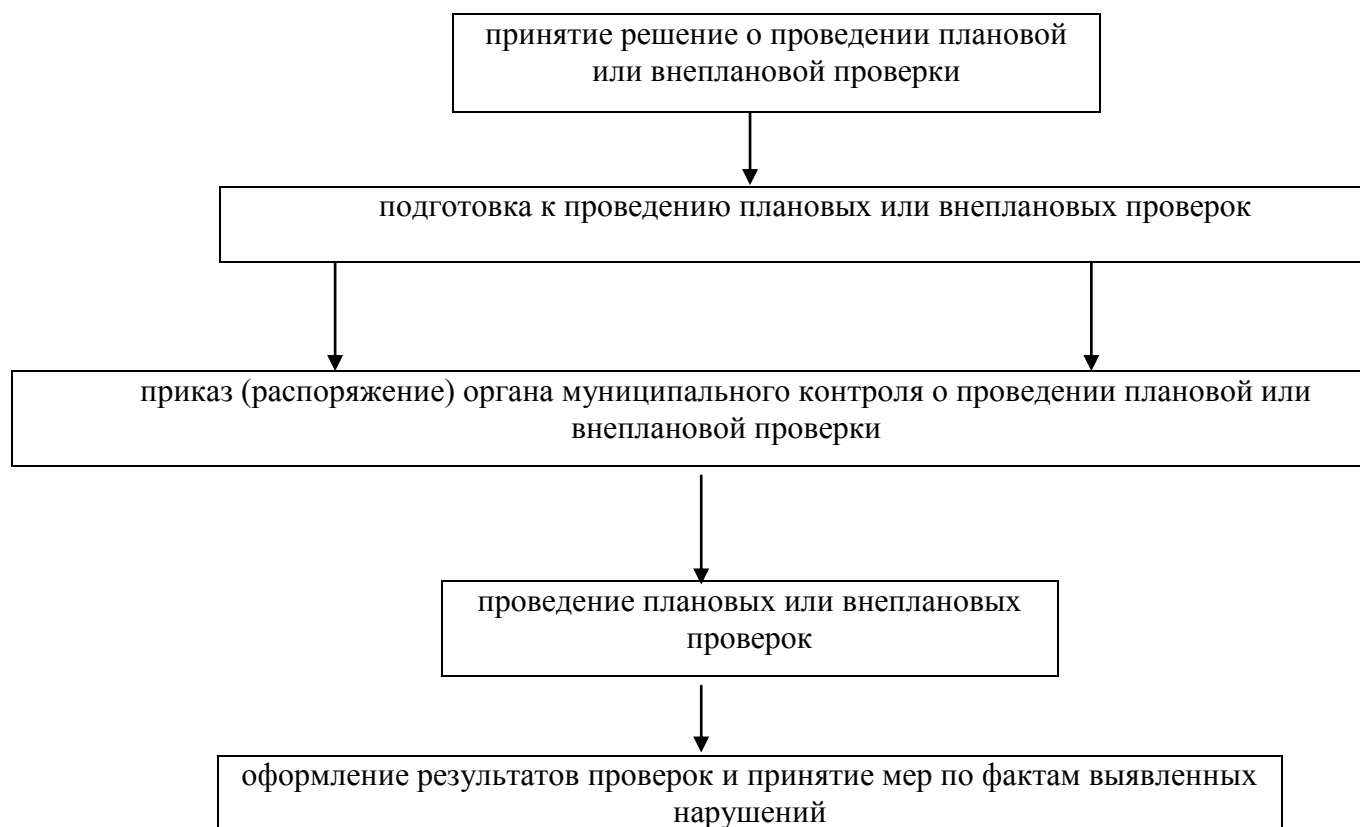 принятие решение о проведении плановой
или внеплановой проверки
подготовка к проведению плановых или внеплановых проверок
приказ (распоряжение) органа муниципального контроля о проведении плановой или
внеплановой проверки
проведение плановых или внеплановых
проверок
оформление результатов проверок и принятие мер по фактам выявленных
нарушений